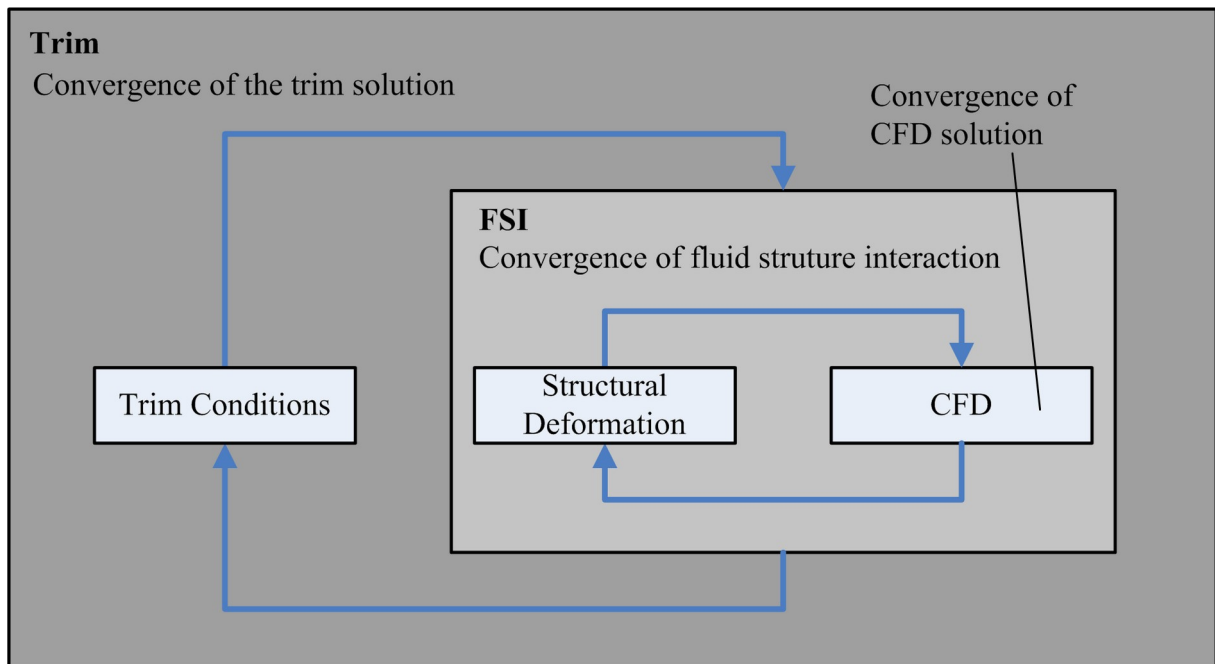 Trim
Convergence of the trim solution
Convergence of
CFD solution
FSI
Convergence of fluid struture interaction
Trim Conditions
Structural
Deformation
CFD